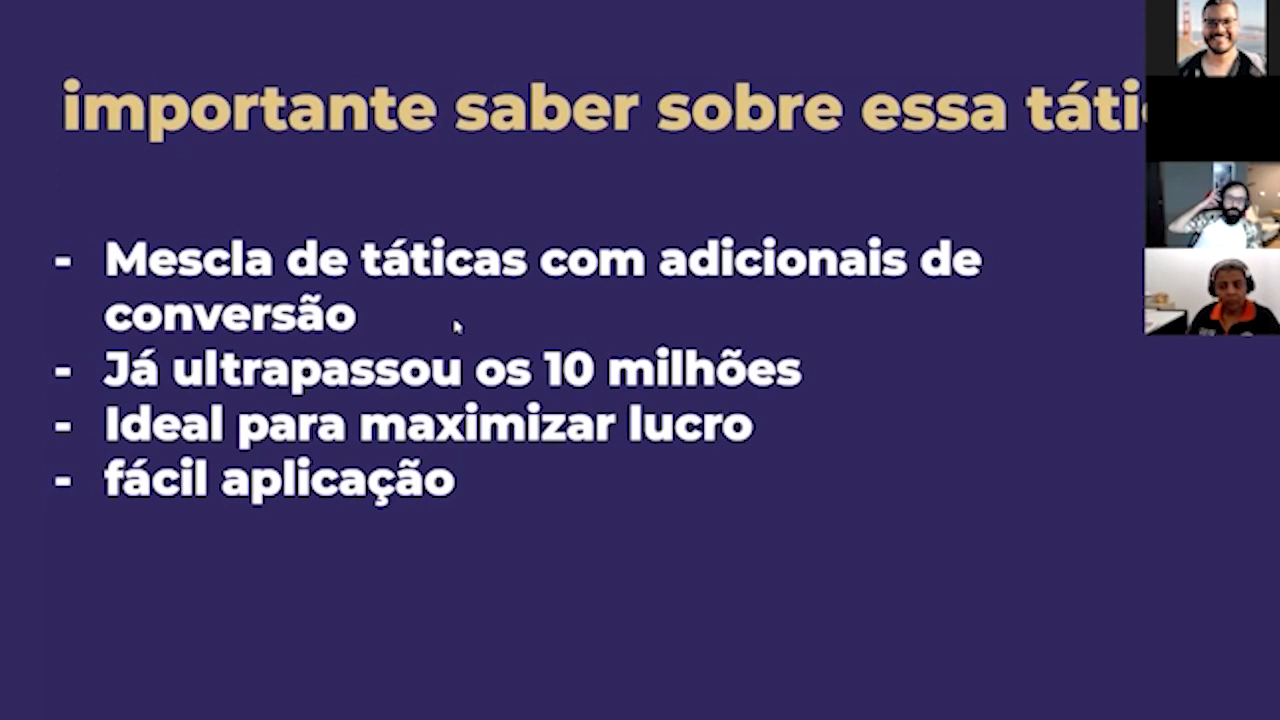 importante saber sobre essa
- Mescla de táticas com adicionais de
conversão
- Já ultrapassou os 10 milhões
- Ideal para maximizar lucro
- fácil aplicação